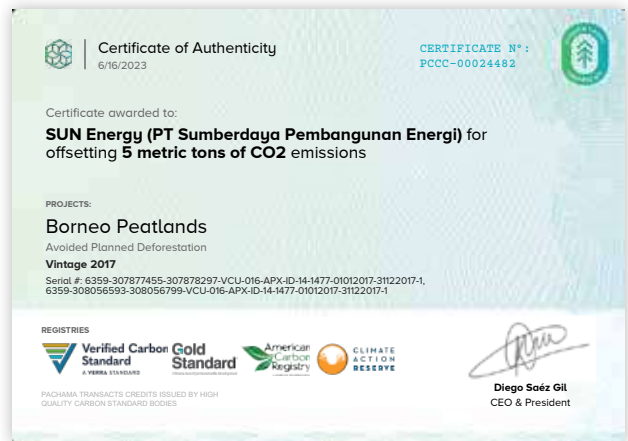 Certificate of Authenticity
6/16/2023
CERTIFICATE N°:
PCCC-00024482
Certificate awarded to:
SUN Energy (PT Sumberdaya Pembangunan Energi) for
offsetting 5 metric tons of CO2 emissions
PROJECTS:
Borneo Peatlands
Avoided Planned Deforestation
Vintage 2017
Serial #: 6359-307877455-307878297-VCU-016-APX-ID-14-1477-01012017-31122017-1,
6359-308056593-308056799-VCU-016-APX-ID-14-1477-01012017-31122017-1
REGISTRIES
Verified Carbon
Standard
A VERRA STANDARD
Gold
Standard
American
Carbon
Registry
CLIMATE
ACTION
RESERVE
PACHAMA TRANSACTS CREDITS ISSUED BY HIGH
QUALITY CARBON STANDARD BODIES
Diego Saéz Gil
CEO & President